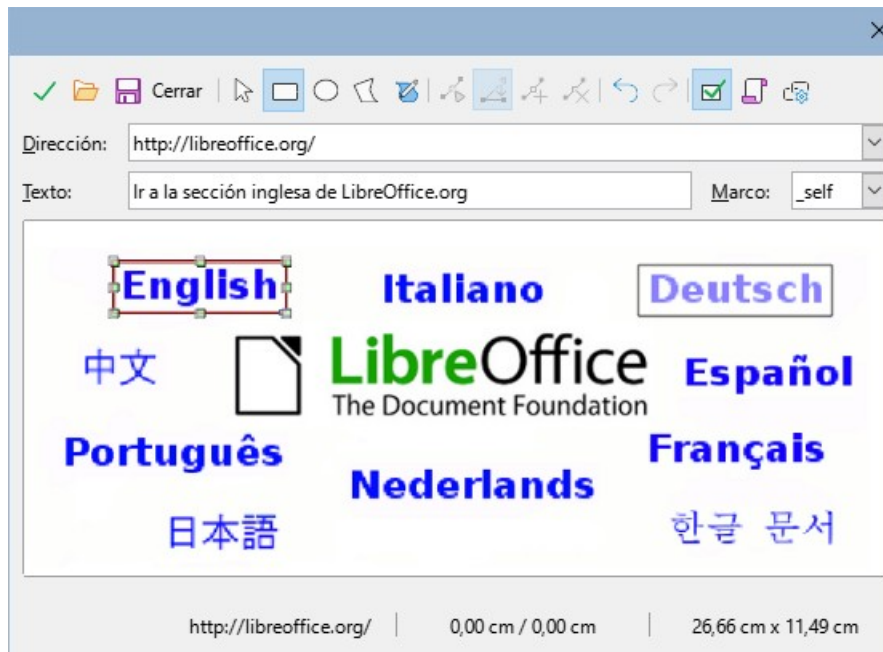 Cerrar
Dirección: http://libreoffice.org/
Texto: Ir a la sección inglesa de LibreOffice.org Marco: _self
English Italiano Deutsch
中文 LibreOffice Español
The Document Foundation
Português Français
Nederlands
日本語 한글 문서
http://libreoffice.org/ 0,00 cm / 0,00 cm 26,66 cm x 11,49 cm